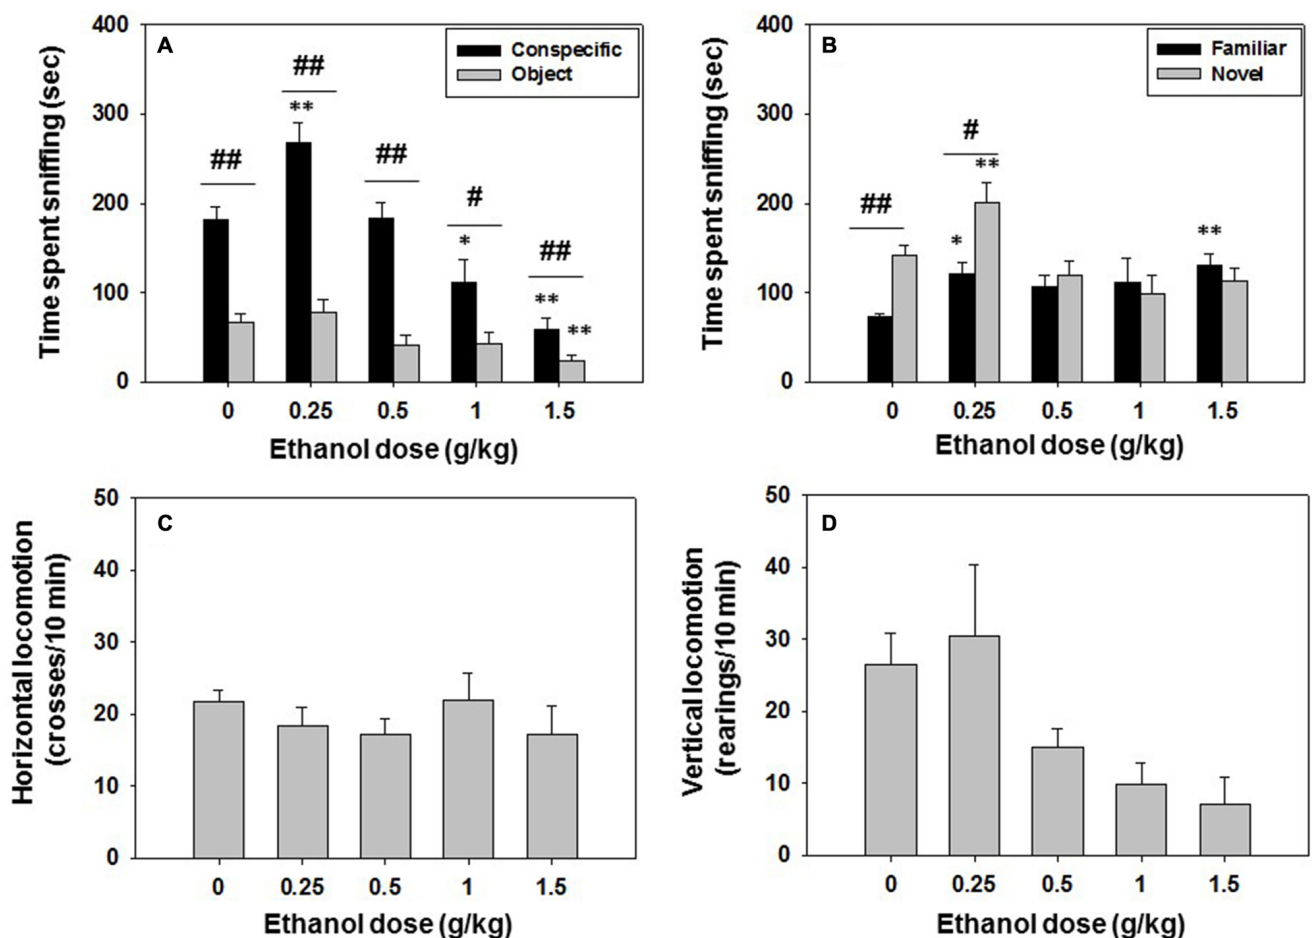 A
Conspecific
Object
Time spent sniffing (sec)
400
300
200
100
0
##
##
**
##
#
*
##
**
**
0 0.25 0.5 1 1.5
Ethanol dose (g/kg)
B
Familiar
Novel
Time spent sniffing (sec)
400
300
200
100
0
##
#
**
*
**
0 0.25 0.5 1 1.5
Ethanol dose (g/kg)
C
Horizontal locomotion
(crosses/10 min)
50
40
30
20
10
0
0 0.25 0.5 1 1.5
Ethanol dose (g/kg)
D
Vertical locomotion
(rearings/10 min)
50
40
30
20
10
0
0 0.25 0.5 1 1.5
Ethanol dose (g/kg)